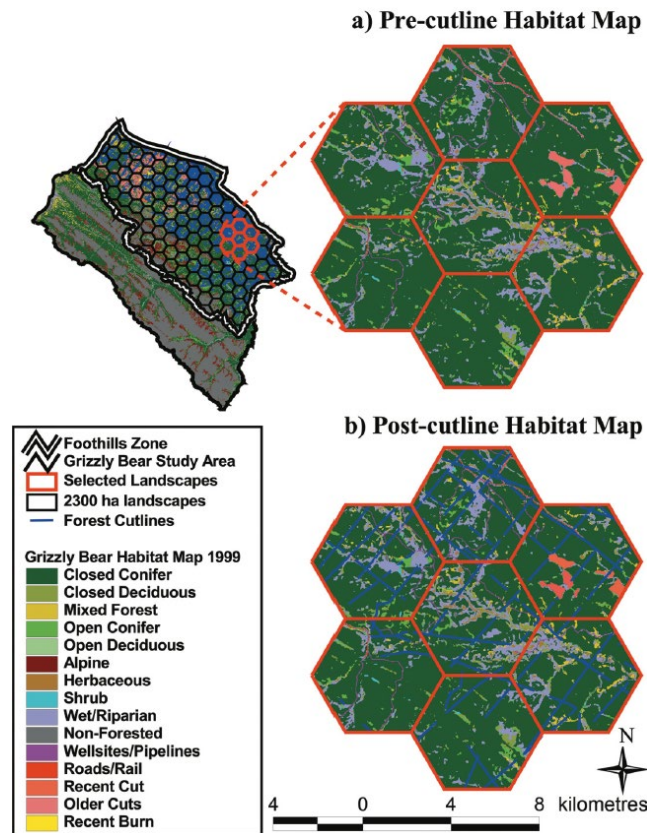 a) Pre-cutline Habitat Map
b) Post-cutline Habitat Map
Foothills Zone
Grizzly Bear Study Area
Selected Landscapes
2300 ha landscapes
Forest Cutlines
Grizzly Bear Habitat Map 1999
Closed Conifer
Closed Deciduous
Mixed Forest
Open Conifer
Open Deciduous
Alpine
Herbaceous
Shrub
Wet/Riparian
Non-Forested
Wellsites/Pipelines
Roads/Rail
Recent Cut
Older Cuts
Recent Burn
N
4 0 4 8 kilometres